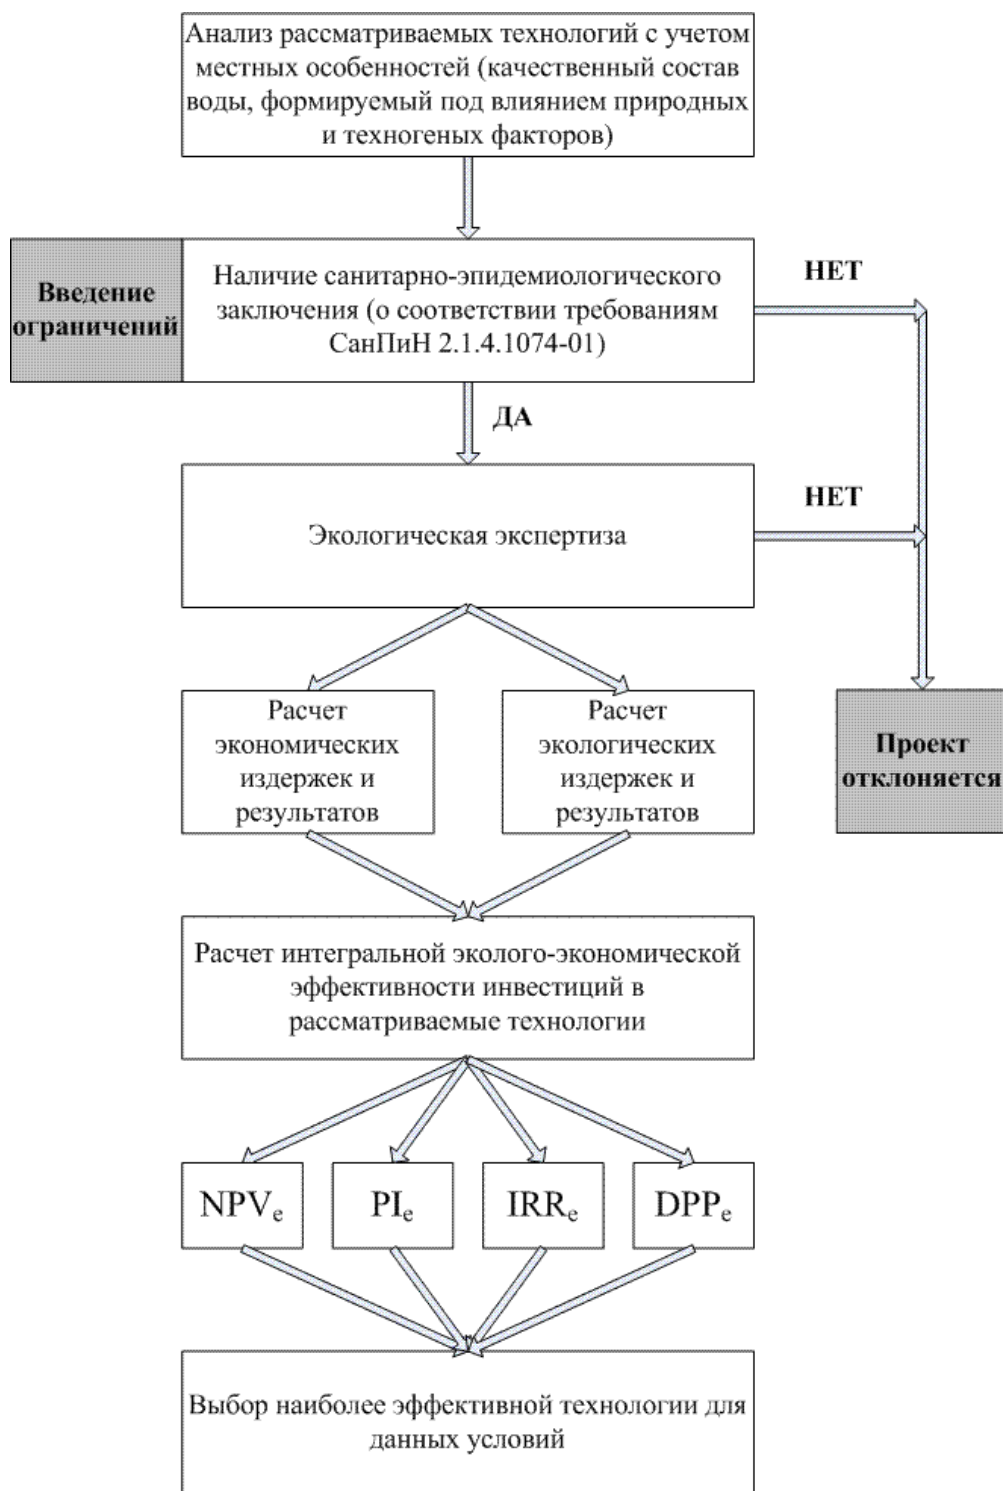 Анализ рассматриваемых технологий с учетом
местных особенностей (качественный состав
воды, формируемый под влиянием природных
и техногеных факторов)
Введение
ограничений
Наличие санитарно-эпидемиологического
заключения (о соответствии требованиям
СанПиН 2.1.4.1074-01)
НЕТ
ДА
Экологическая экспертиза
НЕТ
Расчет
экономических
издержек и
результатов
Расчет
экологических
издержек и
результатов
Проект
отклоняется
Расчет интегральной эколого-экономической
эффективности инвестиций в
рассматриваемые технологии
NPVe
PIe
IRRe
DPPe
Выбор наиболее эффективной технологии для
данных условий